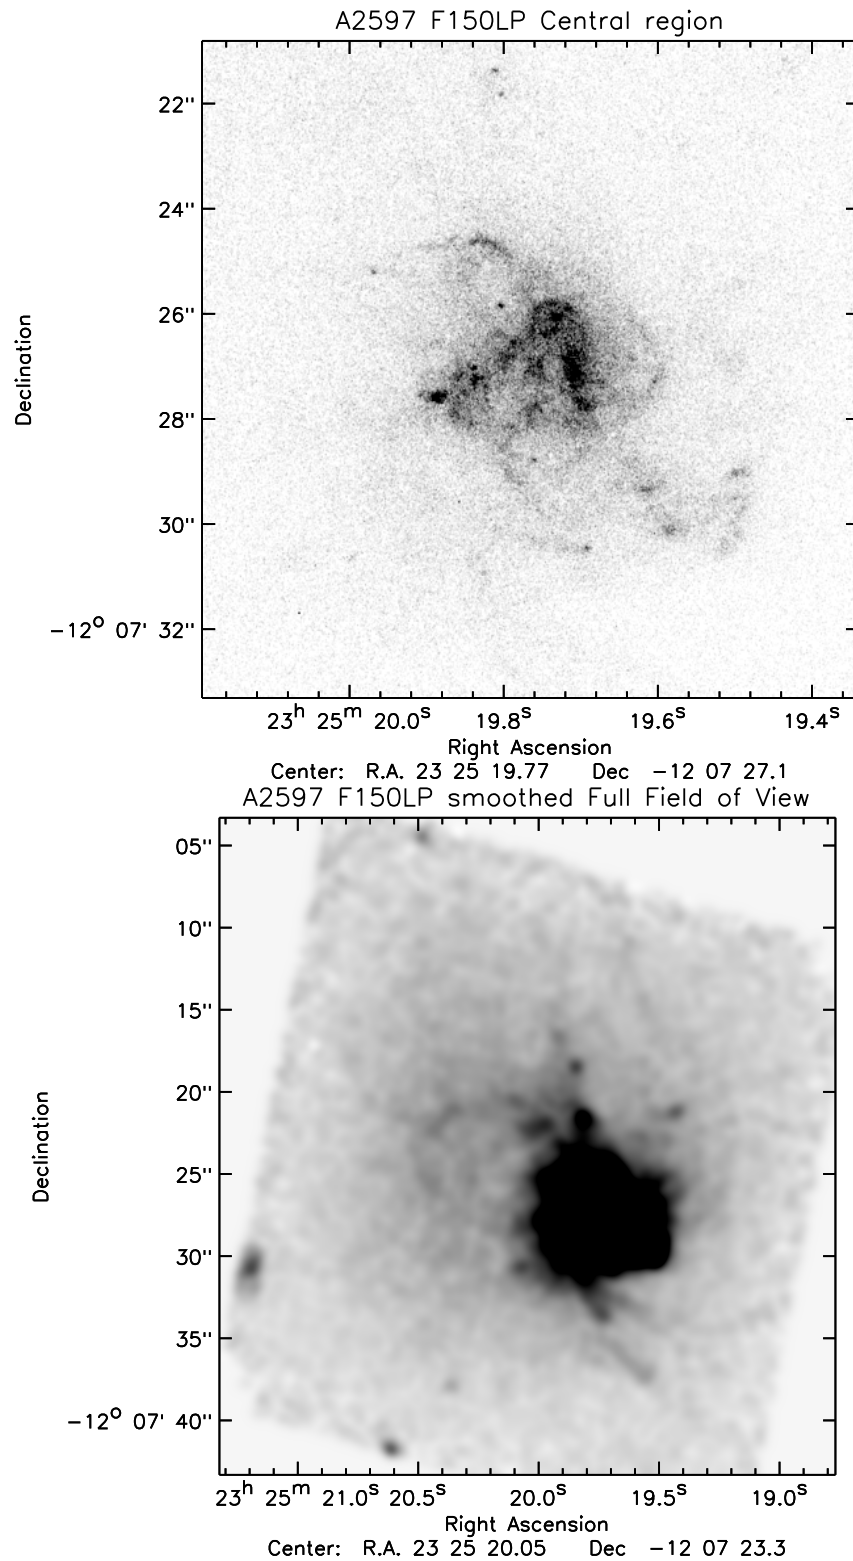 A2597 F150LP Central region
22"
24"
26"
Declination
28"
30"
−12° 07' 32"
23h 25m 20.0s 19.8s 19.6s 19.4s
Right Ascension
Center: R.A. 23 25 19.77 Dec −12 07 27.1
A2597 F150LP smoothed Full Field of View
05"
10"
15"
20"
Declination
25"
30"
35"
−12° 07' 40"
23h 25m 21.0s 20.5s 20.0s 19.5s 19.0s
Right Ascension
Center: R.A. 23 25 20.05 Dec −12 07 23.3